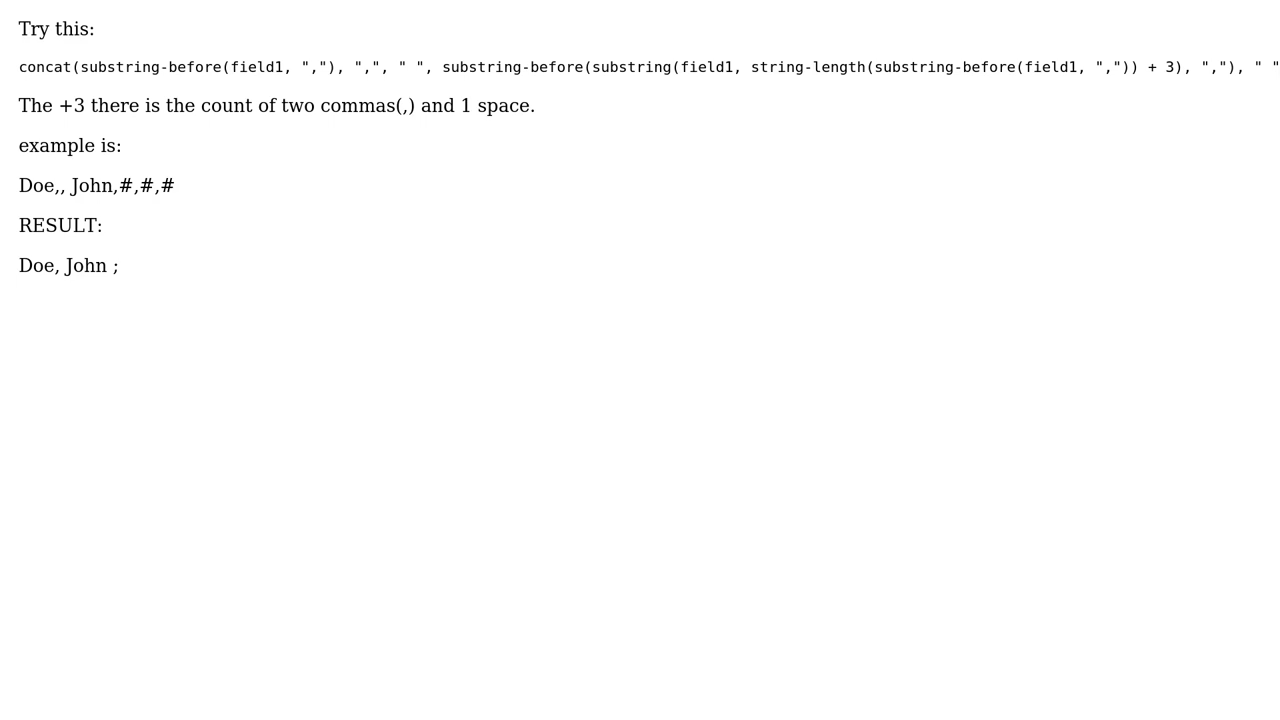 Try this:
concat(substring-before(field1, ","), ",", " ", substring-before(substring(field1, string-length(substring-before(field1, ",")) + 3), ","), " "
The +3 there is the count of two commas(,) and 1 space.
example is:
Doe,, John,#,#,#
RESULT:
Doe, John ;